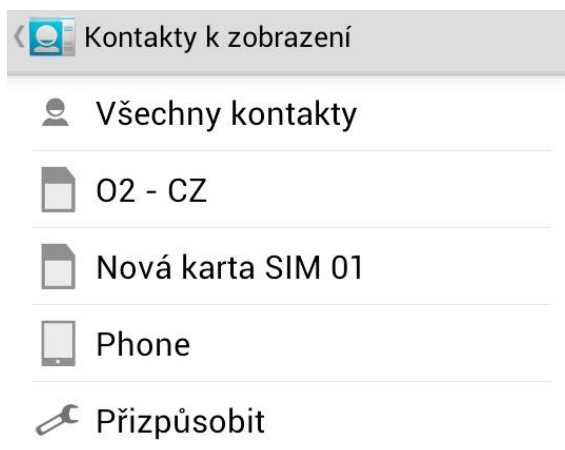 Kontakty k zobrazení
Všechny kontakty
O2 - CZ
Nová karta SIM 01
Phone
Přizpůsobit